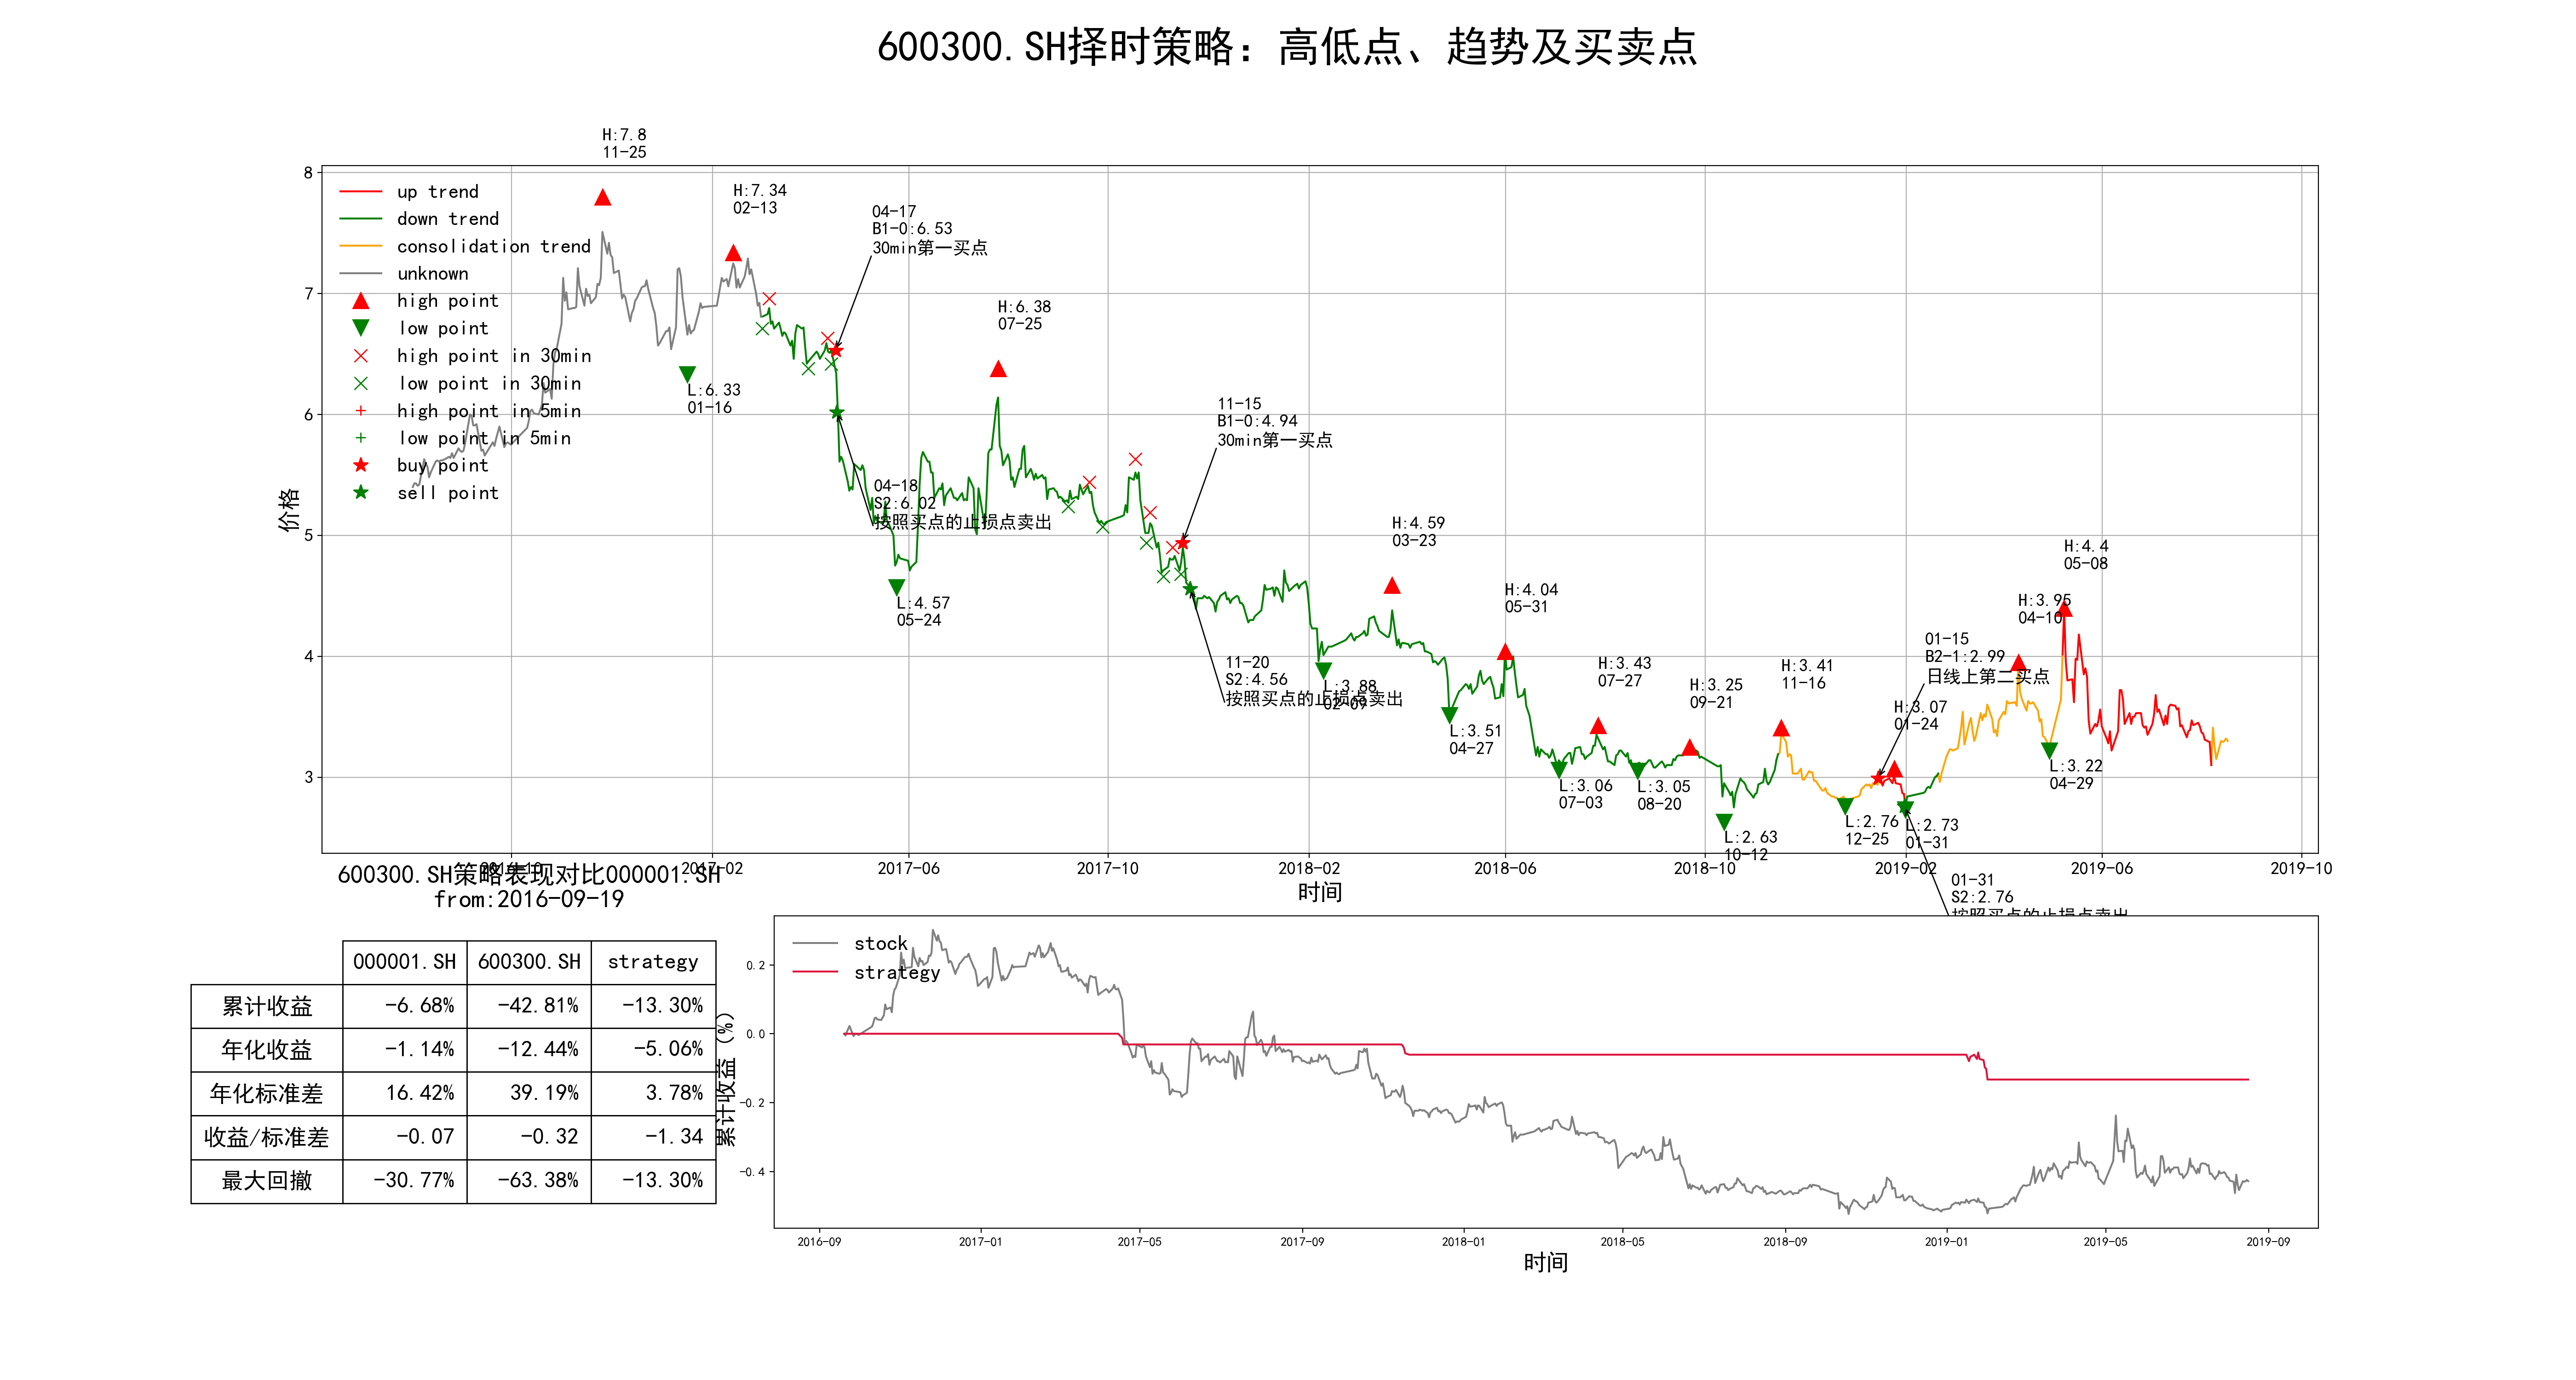 600300.SH择时策略: 高低点、趋势及买卖点
H:7.8
11-25
H:7.34
02-13
04-17
B1-0:6.53
30min第一买点
H:6.38
07-25
11-15
B1-0:4.94
30min第一买点
H:4.59
03-23
H:4.04
05-31
H:3.43
07-27
H:3.25
09-21
H:3.41
11-16
01-15
B2-1:2.99
日线上第二买点
H:3.07
01-24
H:3.95
04-10
H:4.4
05-08
up trend
down trend
consolidation trend
unknown
high point
low point
high point in 30min
low point in 30min
high point in 5min
low point in 5min
buy point
sell point
L:6.33
01-16
04-18
S2:6.02
按照买点的止损点卖出
L:4.57
05-24
11-20
S2:4.56
按照买点的止损点卖出
L:3.88
02-09
L:3.51
04-27
L:3.06
07-03
L:3.05
08-20
L:2.63
10-12
L:2.76
12-25
L:2.73
01-31
L:3.22
04-29
01-31
S2:2.76
按照买点的止损点卖出
价格
8
7
6
5
4
3
2016-10 2017-02 2017-06 2017-10 2018-02 2018-06 2018-10 2019-02 2019-06 2019-10
时间
600300.SH策略表现对比000001.SH
from:2016-09-19
000001.SH 600300.SH strategy
累计收益 -6.68% -42.81% -13.30%
年化收益 -1.14% -12.44% -5.06%
年化标准差 16.42% 39.19% 3.78%
收益/标准差 -0.07 -0.32 -1.34
最大回撤 -30.77% -63.38% -13.30%
stock
strategy
累计收益 (%)
0.2
0.0
-0.2
-0.4
2016-09 2017-01 2017-05 2017-09 2018-01 2018-05 2018-09 2019-01 2019-05 2019-09
时间